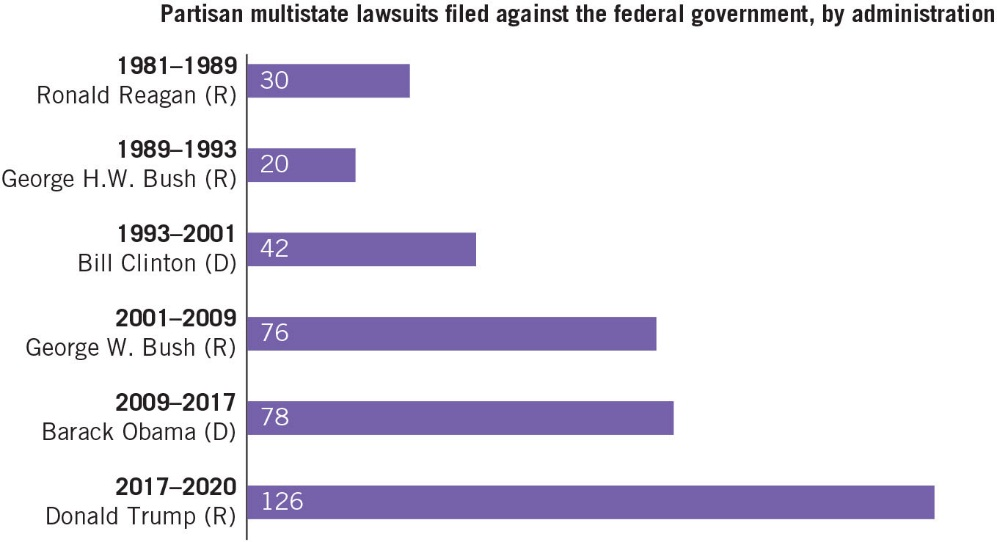 Partisan multistate lawsuits filed against the federal government, by administration
1981–1989
Ronald Reagan (R)
30
1989–1993
George H.W. Bush (R)
20
1993–2001
Bill Clinton (D)
42
2001–2009
George W. Bush (R)
76
2009–2017
Barack Obama (D)
78
2017–2020
Donald Trump (R)
126